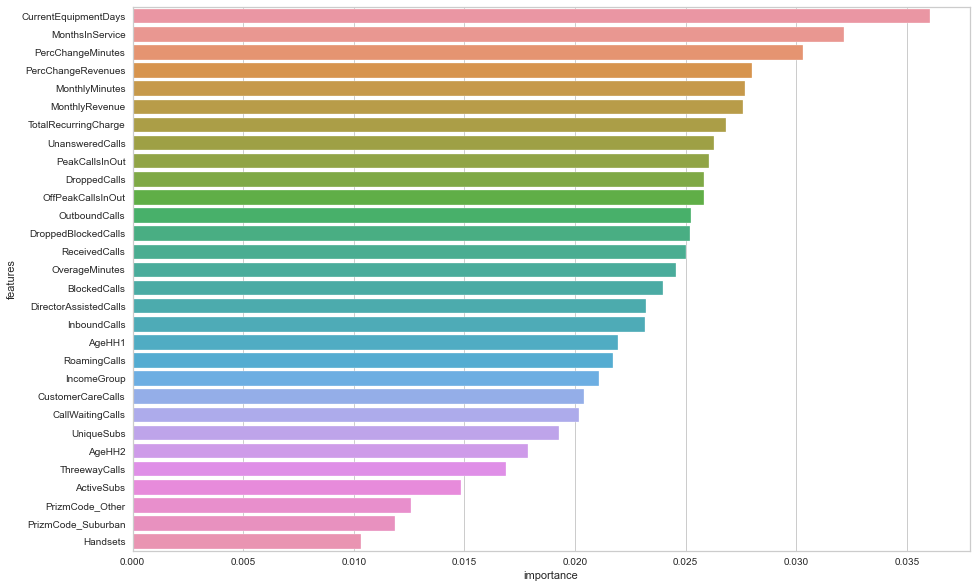 CurrentEquipmentDays
MonthsInService
PercChangeMinutes
PercChangeRevenues
MonthlyMinutes
MonthlyRevenue
TotalRecurringCharge
UnansweredCalls
PeakCallsInOut
DroppedCalls
OffPeakCallsInOut
OutboundCalls
DroppedBlockedCalls
ReceivedCalls
OverageMinutes
BlockedCalls
DirectorAssistedCalls
InboundCalls
AgeHH1
RoamingCalls
IncomeGroup
CustomerCareCalls
CallWaitingCalls
UniqueSubs
AgeHH2
ThreewayCalls
ActiveSubs
PrizmCode_Other
PrizmCode_Suburban
Handsets
features
0.000 0.005 0.010 0.015 0.020 0.025 0.030 0.035
importance